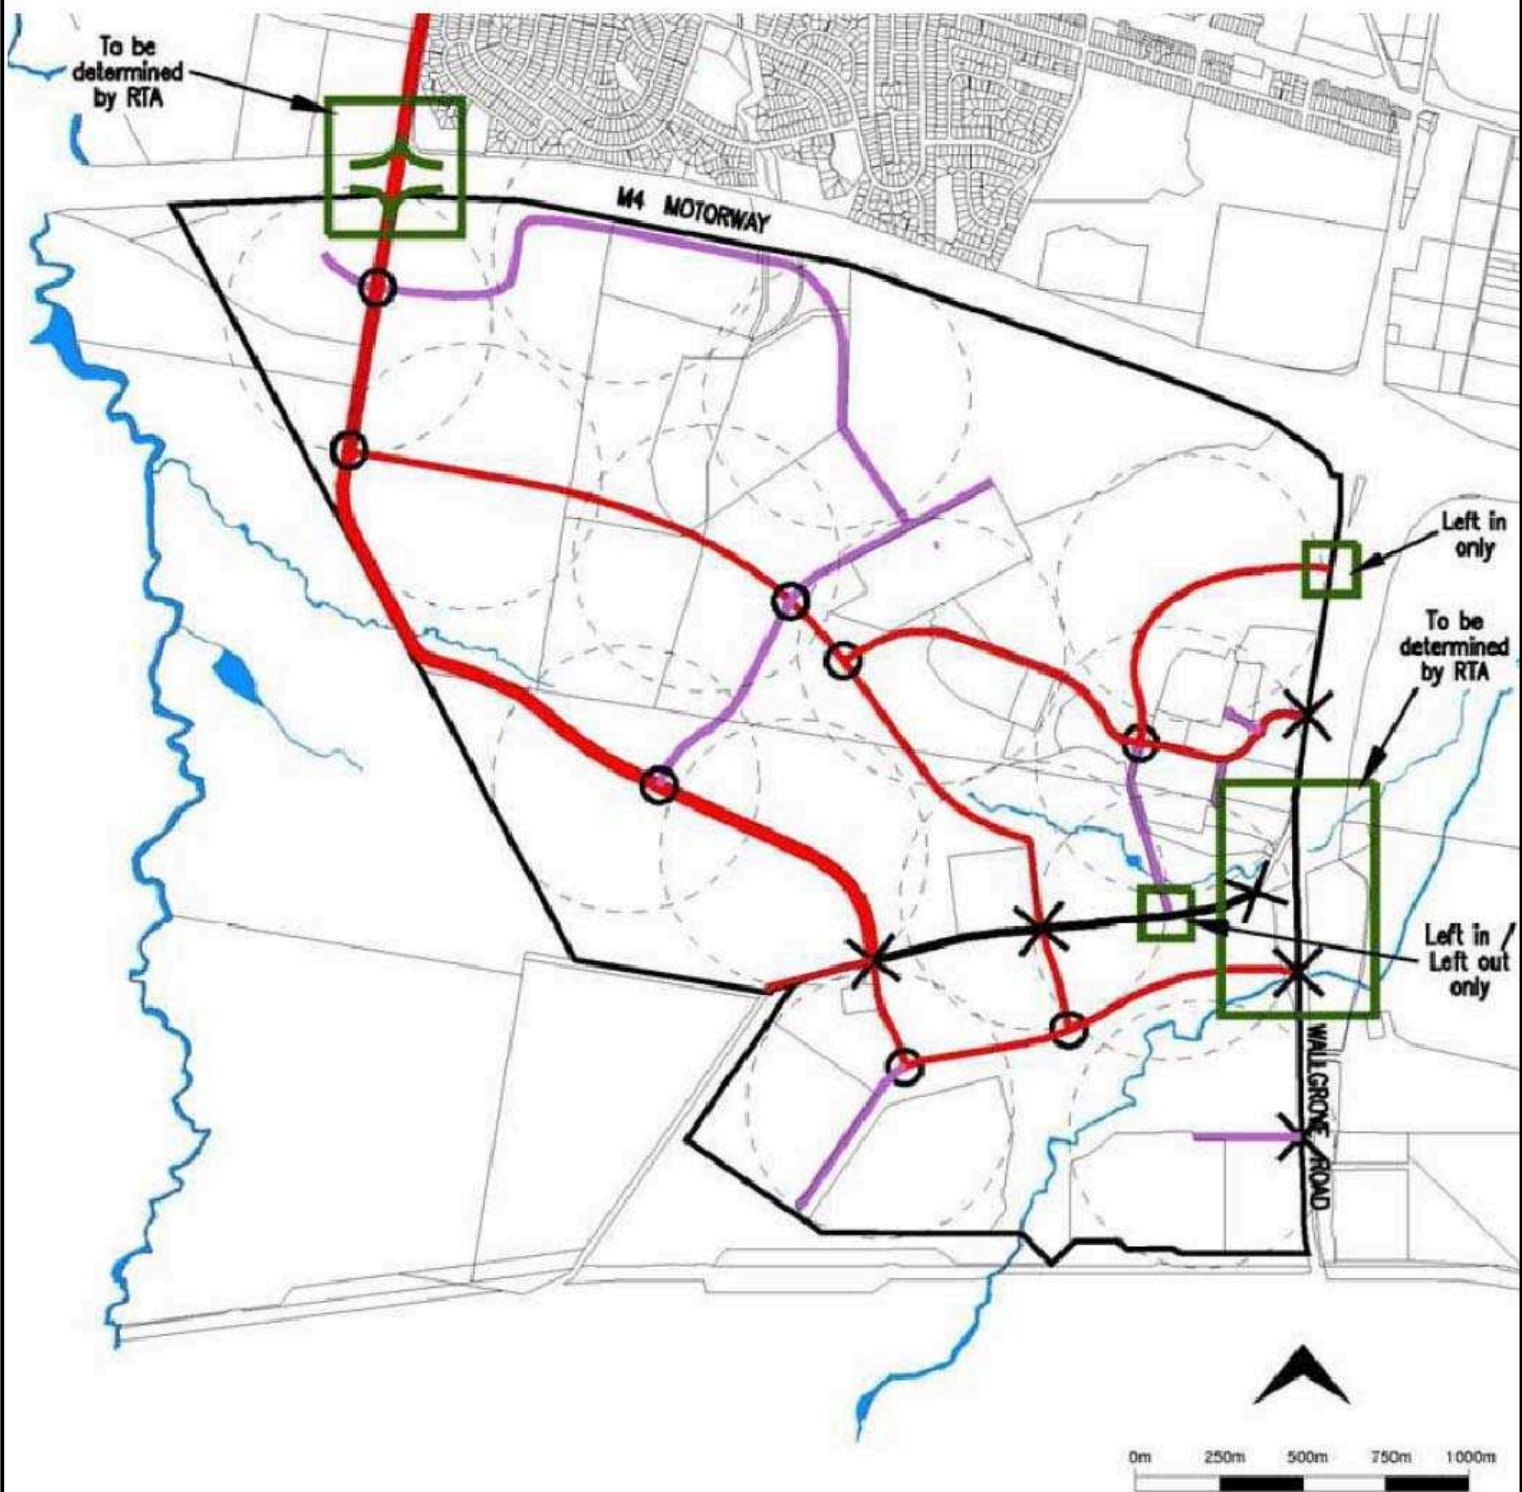 To be
determined
by RTA
M4 MOTORWAY
Left in
only
To be
determined
by RTA
Left in /
Left out
only
WALLGROVE ROAD
0m 250m 500m 750m 1000m